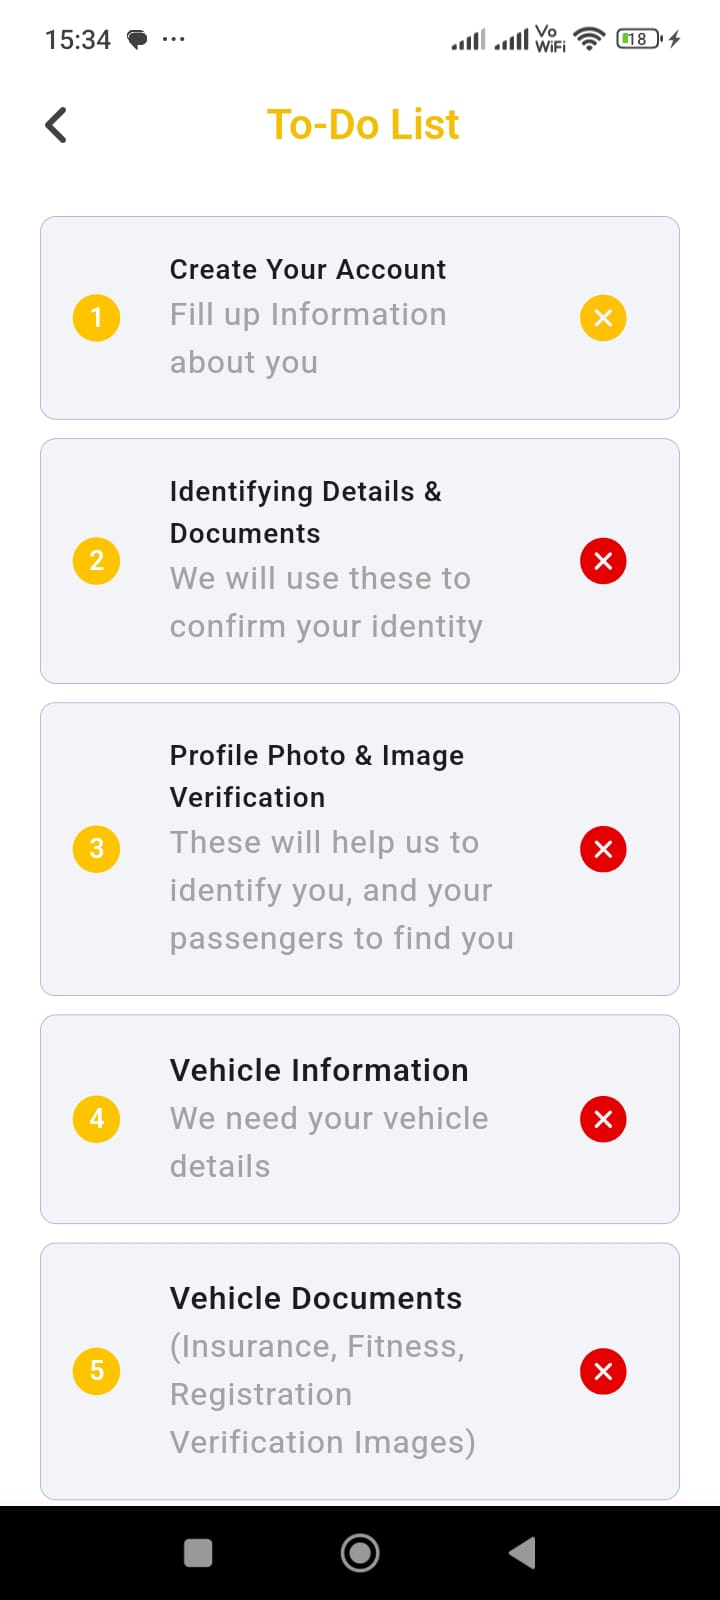 15:34
Vo
WiFi
18
To-Do List
Create Your Account
1
Fill up Information
about you
Identifying Details &
Documents
2
We will use these to
confirm your identity
Profile Photo & Image
Verification
3
These will help us to
identify you, and your
passengers to find you
Vehicle Information
4
We need your vehicle
details
Vehicle Documents
(Insurance, Fitness,
5
Registration
Verification Images)